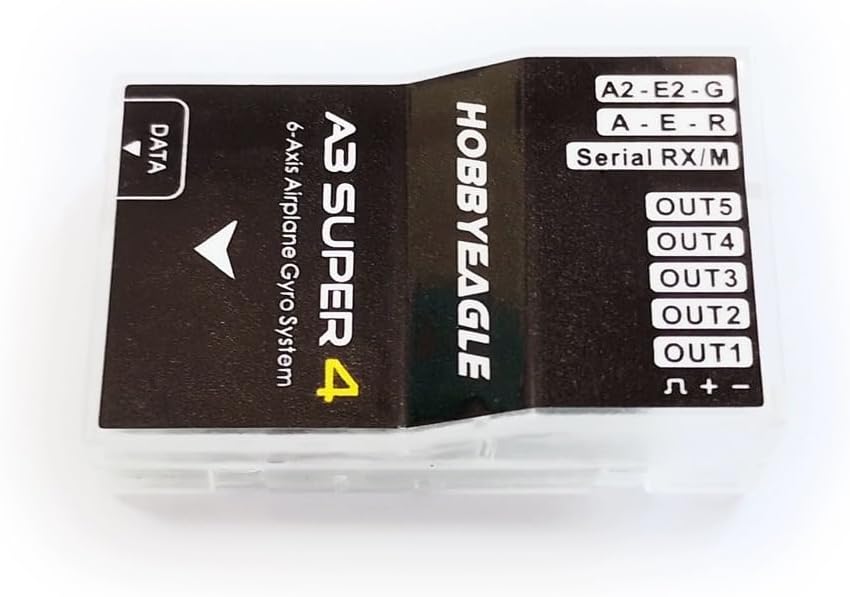 DATA
A3 SUPER 4
6-Axis Airplane Gyro System
HOBBYEAGLE
A2 - E2 - G
A - E - R
Serial RX/M
OUT5
OUT4
OUT3
OUT2
OUT1
⎍ + −